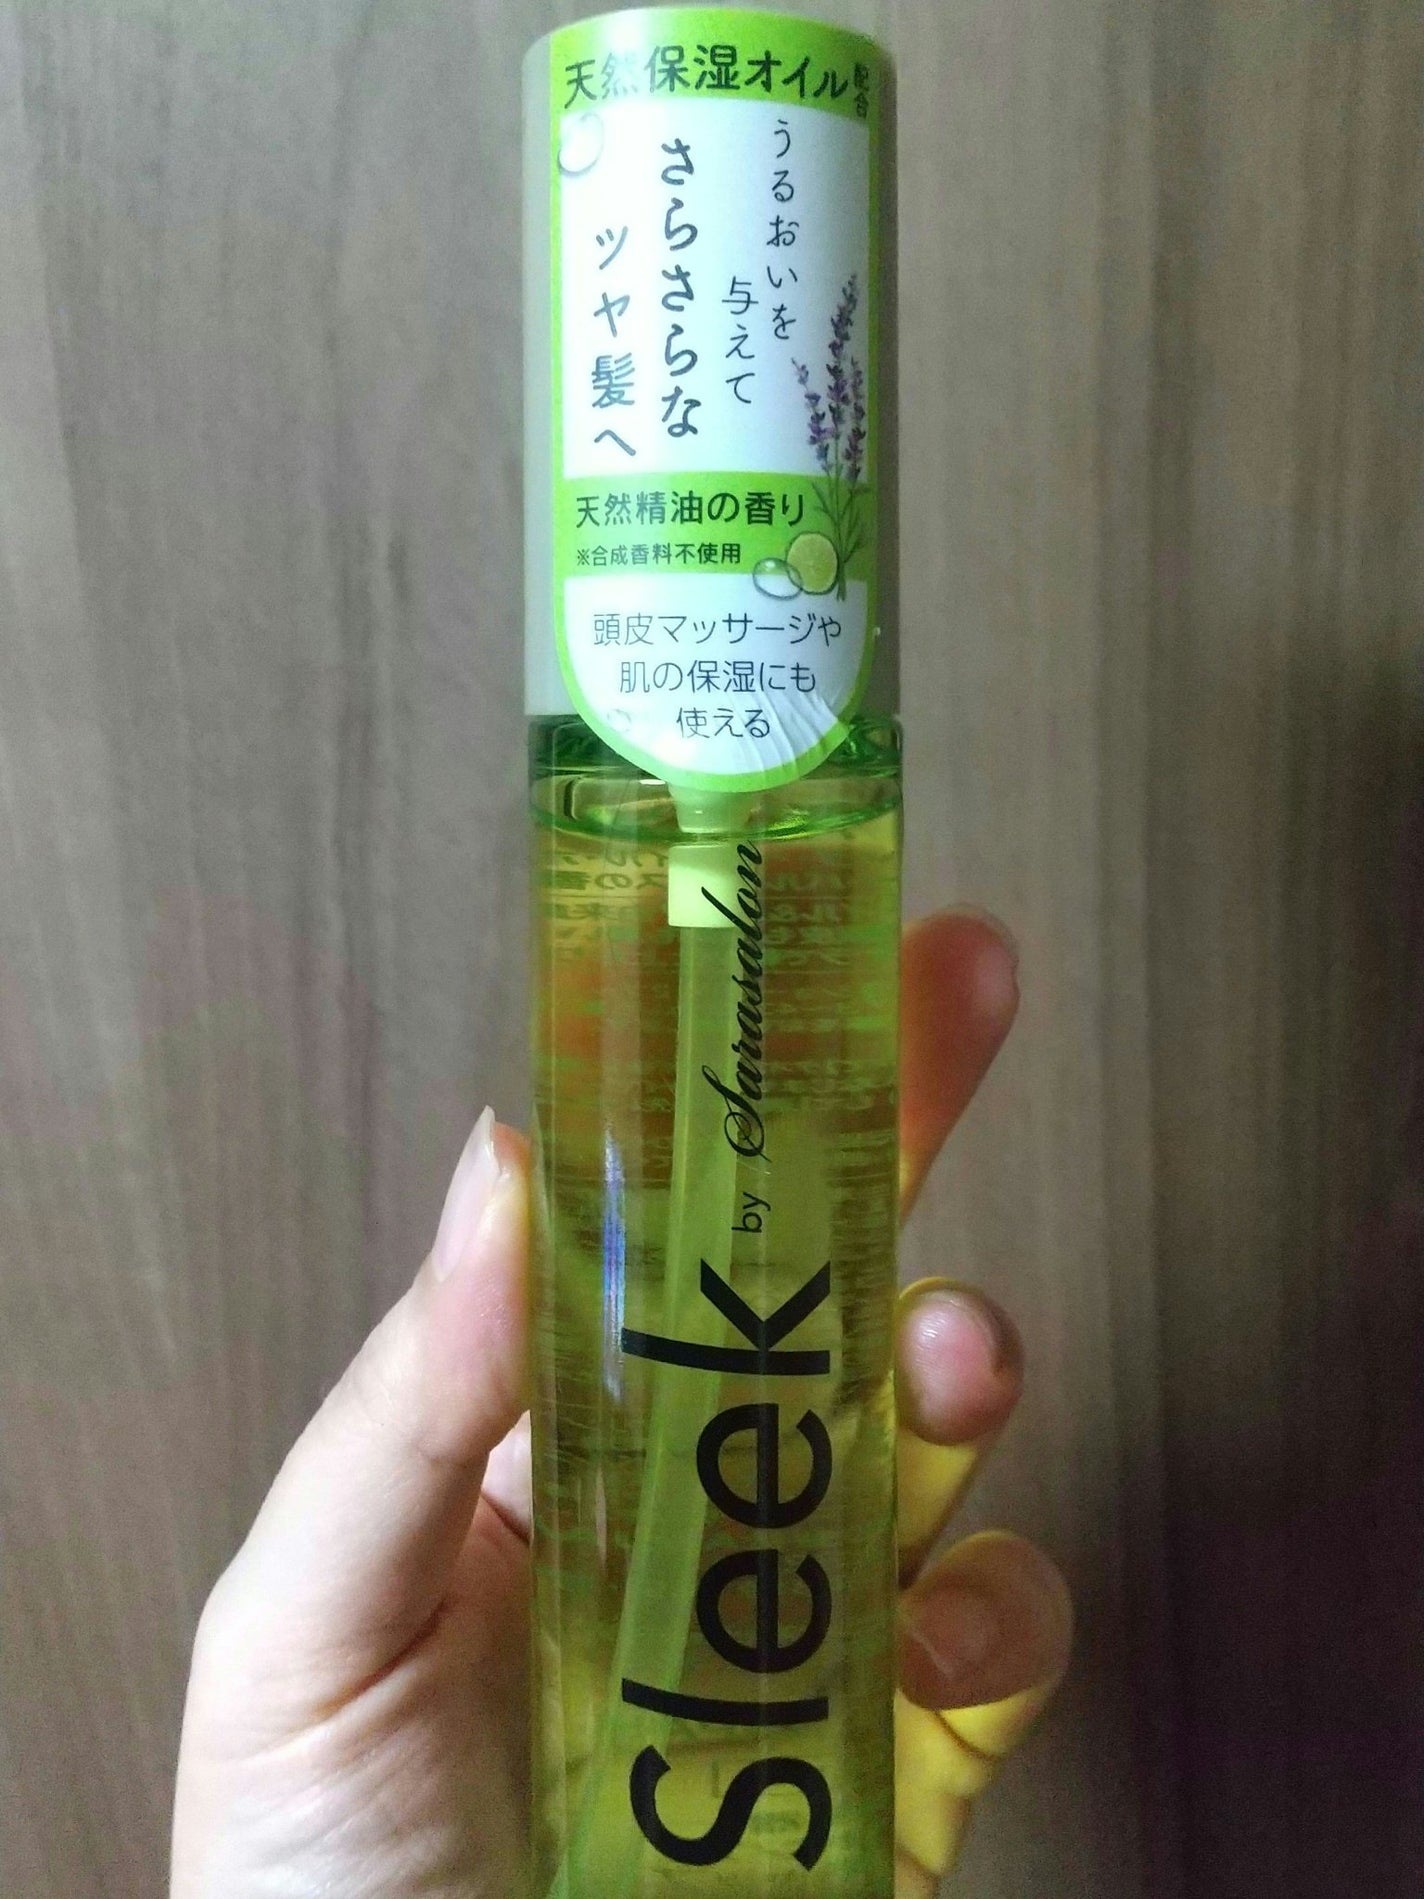 天然保湿オイル配合
うるおいを
与えて
さらさらな
ツヤ髪へ
天然精油の香り
※合成香料不使用
頭皮マッサージや
肌の保湿にも
使える
Sleek by Sarasalon